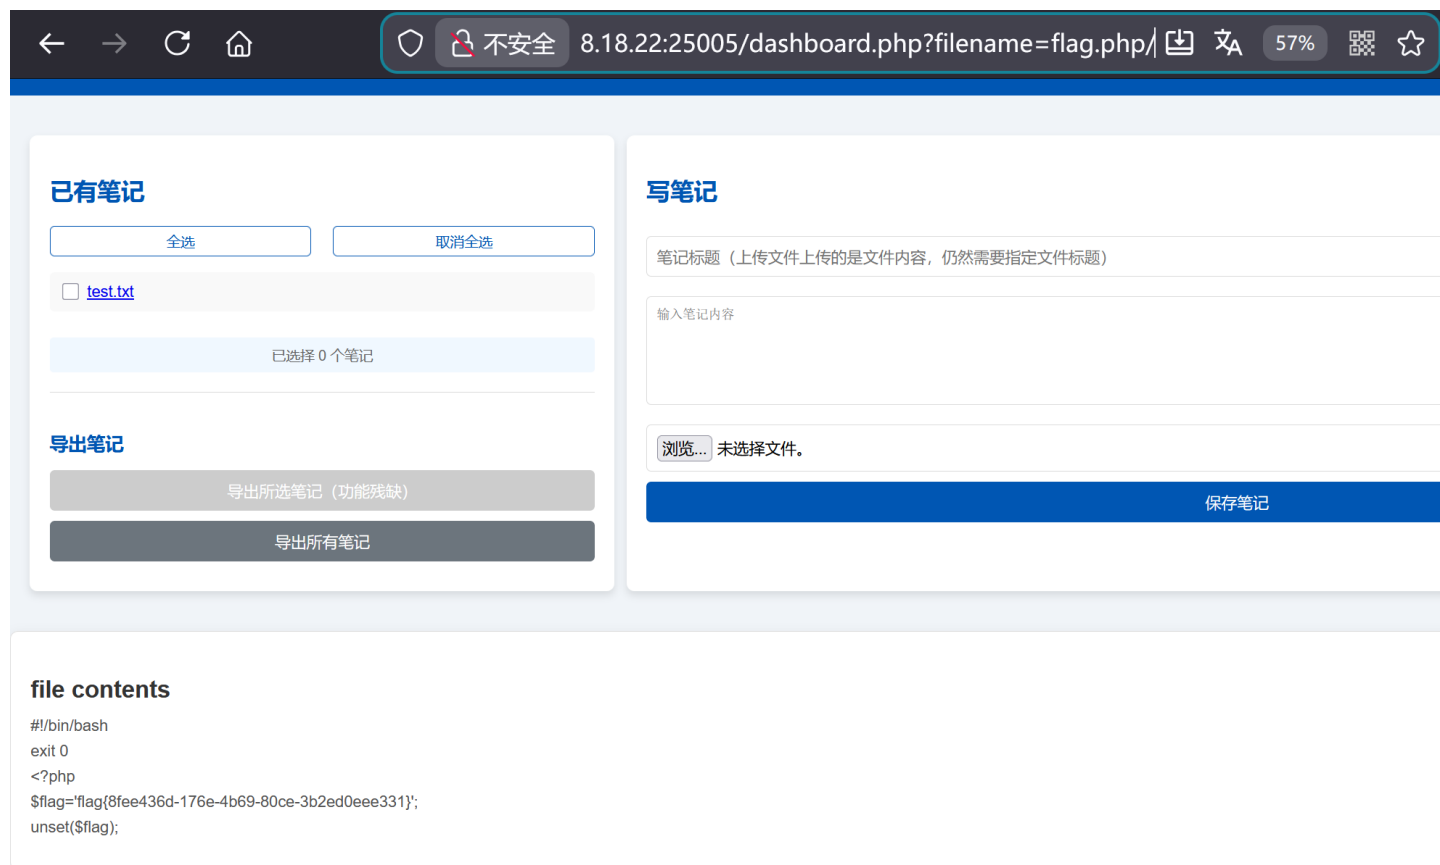 不安全 8.18.22:25005/dashboard.php?filename=flag.php/ 57%
已有笔记
全选 取消全选
test.txt
已选择 0 个笔记
导出笔记
导出所选笔记（功能残缺）
导出所有笔记
写笔记
笔记标题（上传文件上传的是文件内容，仍然需要指定文件标题）
输入笔记内容
浏览... 未选择文件。
保存笔记
file contents
#!/bin/bash
exit 0
<?php
$flag='flag{8fee436d-176e-4b69-80ce-3b2ed0eee331}';
unset($flag);